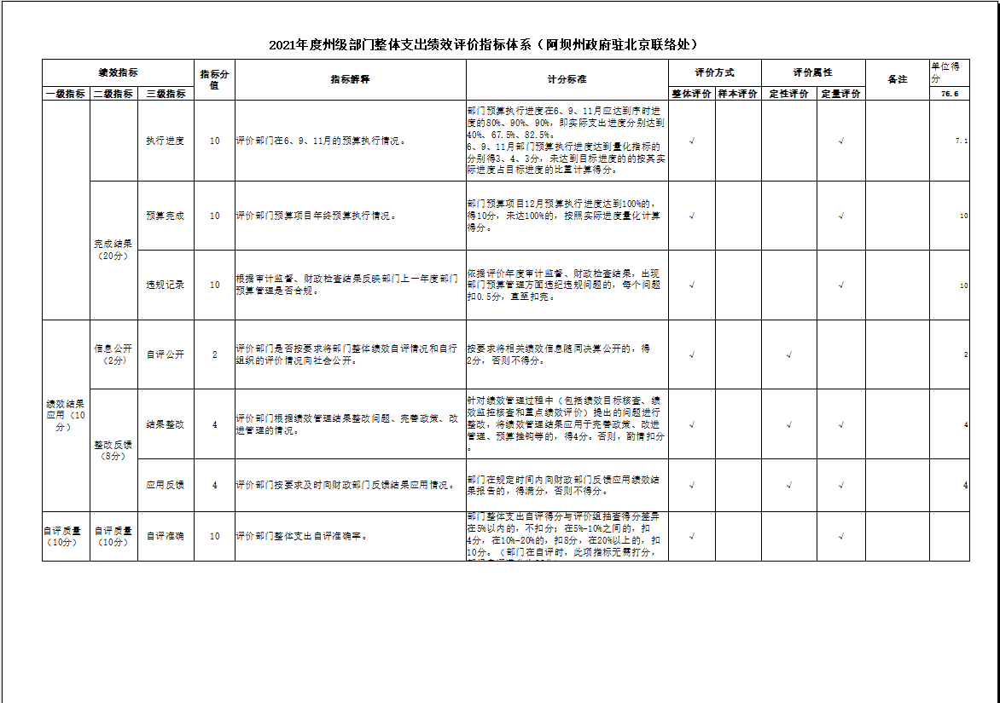 2021年度州级部门整体支出绩效评价指标体系（阿坝州政府驻北京联络处）
绩效指标
指标分
值
指标解释
计分标准
评价方式
评价属性
备注
单位得
分
一级指标
二级指标
三级指标
整体评价
样本评价
定性评价
定量评价
76.6
执行进度
10
评价部门在6、9、11月的预算执行情况。
部门预算执行进度在6、9、11月应达到序时进
度的80%、90%、90%，即实际支出进度分别达到
40%、67.5%、82.5%。
6、9、11月部门预算执行进度达到量化指标的
分别得3、4、3分，未达到目标进度的的按其实
际进度占目标进度的比重计算得分。
√
√
7.1
完成结果
（20分）
预算完成
10
评价部门预算项目年终预算执行情况。
部门预算项目12月预算执行进度达到100%的，
得10分，未达100%的，按照实际进度量化计算
得分。
√
√
10
违规记录
10
根据审计监督、财政检查结果反映部门上一年度部门
预算管理是否合规。
依据评价年度审计监督、财政检查结果，出现
部门预算管理方面违纪违规问题的，每个问题
扣0.5分，直至扣完。
√
√
10
绩效结果
应用（10
分）
信息公开
（2分）
自评公开
2
评价部门是否按要求将部门整体绩效自评情况和自行
组织的评价情况向社会公开。
按要求将相关绩效信息随同决算公开的，得
2分，否则不得分。
√
√
2
整改反馈
（8分）
结果整改
4
评价部门根据绩效管理结果整改问题、完善政策、改
进管理的情况。
针对绩效管理过程中（包括绩效目标核查、绩
效监控核查和重点绩效评价）提出的问题进行
整改，将绩效管理结果应用于完善政策、改进
管理、预算挂钩等的，得4分。否则，酌情扣分
。
√
√
√
4
应用反馈
4
评价部门按要求及时向财政部门反馈结果应用情况。
部门在规定时间内向财政部门反馈应用绩效结
果报告的，得满分，否则不得分。
√
√
√
4
自评质量
（10分）
自评质量
（10分）
自评准确
10
评价部门整体支出自评准确率。
部门整体支出自评得分与评价组抽查得分差异
在5%以内的，不扣分；在5%-10%之间的，扣
4分，在10%-20%的，扣8分，在20%以上的，扣
10分。（部门在自评时，此项指标无需打分，
√
√